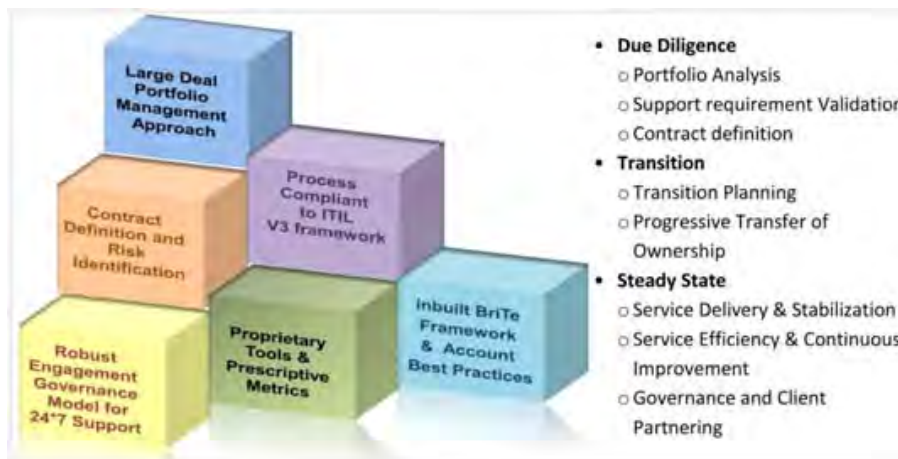 Large Deal
Portfolio
Management
Approach
Process
Compliant
to ITIL
V3 framework
Contract
Definition and
Risk
Identification
Inbuilt BriTe
Framework
& Account
Best Practices
Proprietary
Tools &
Prescriptive
Metrics
Robust
Engagement
Governance
Model for
24*7 Support
• Due Diligence
o Portfolio Analysis
o Support requirement Validation
o Contract definition
• Transition
o Transition Planning
o Progressive Transfer of
Ownership
• Steady State
o Service Delivery & Stabilization
o Service Efficiency & Continuous
Improvement
o Governance and Client
Partnering